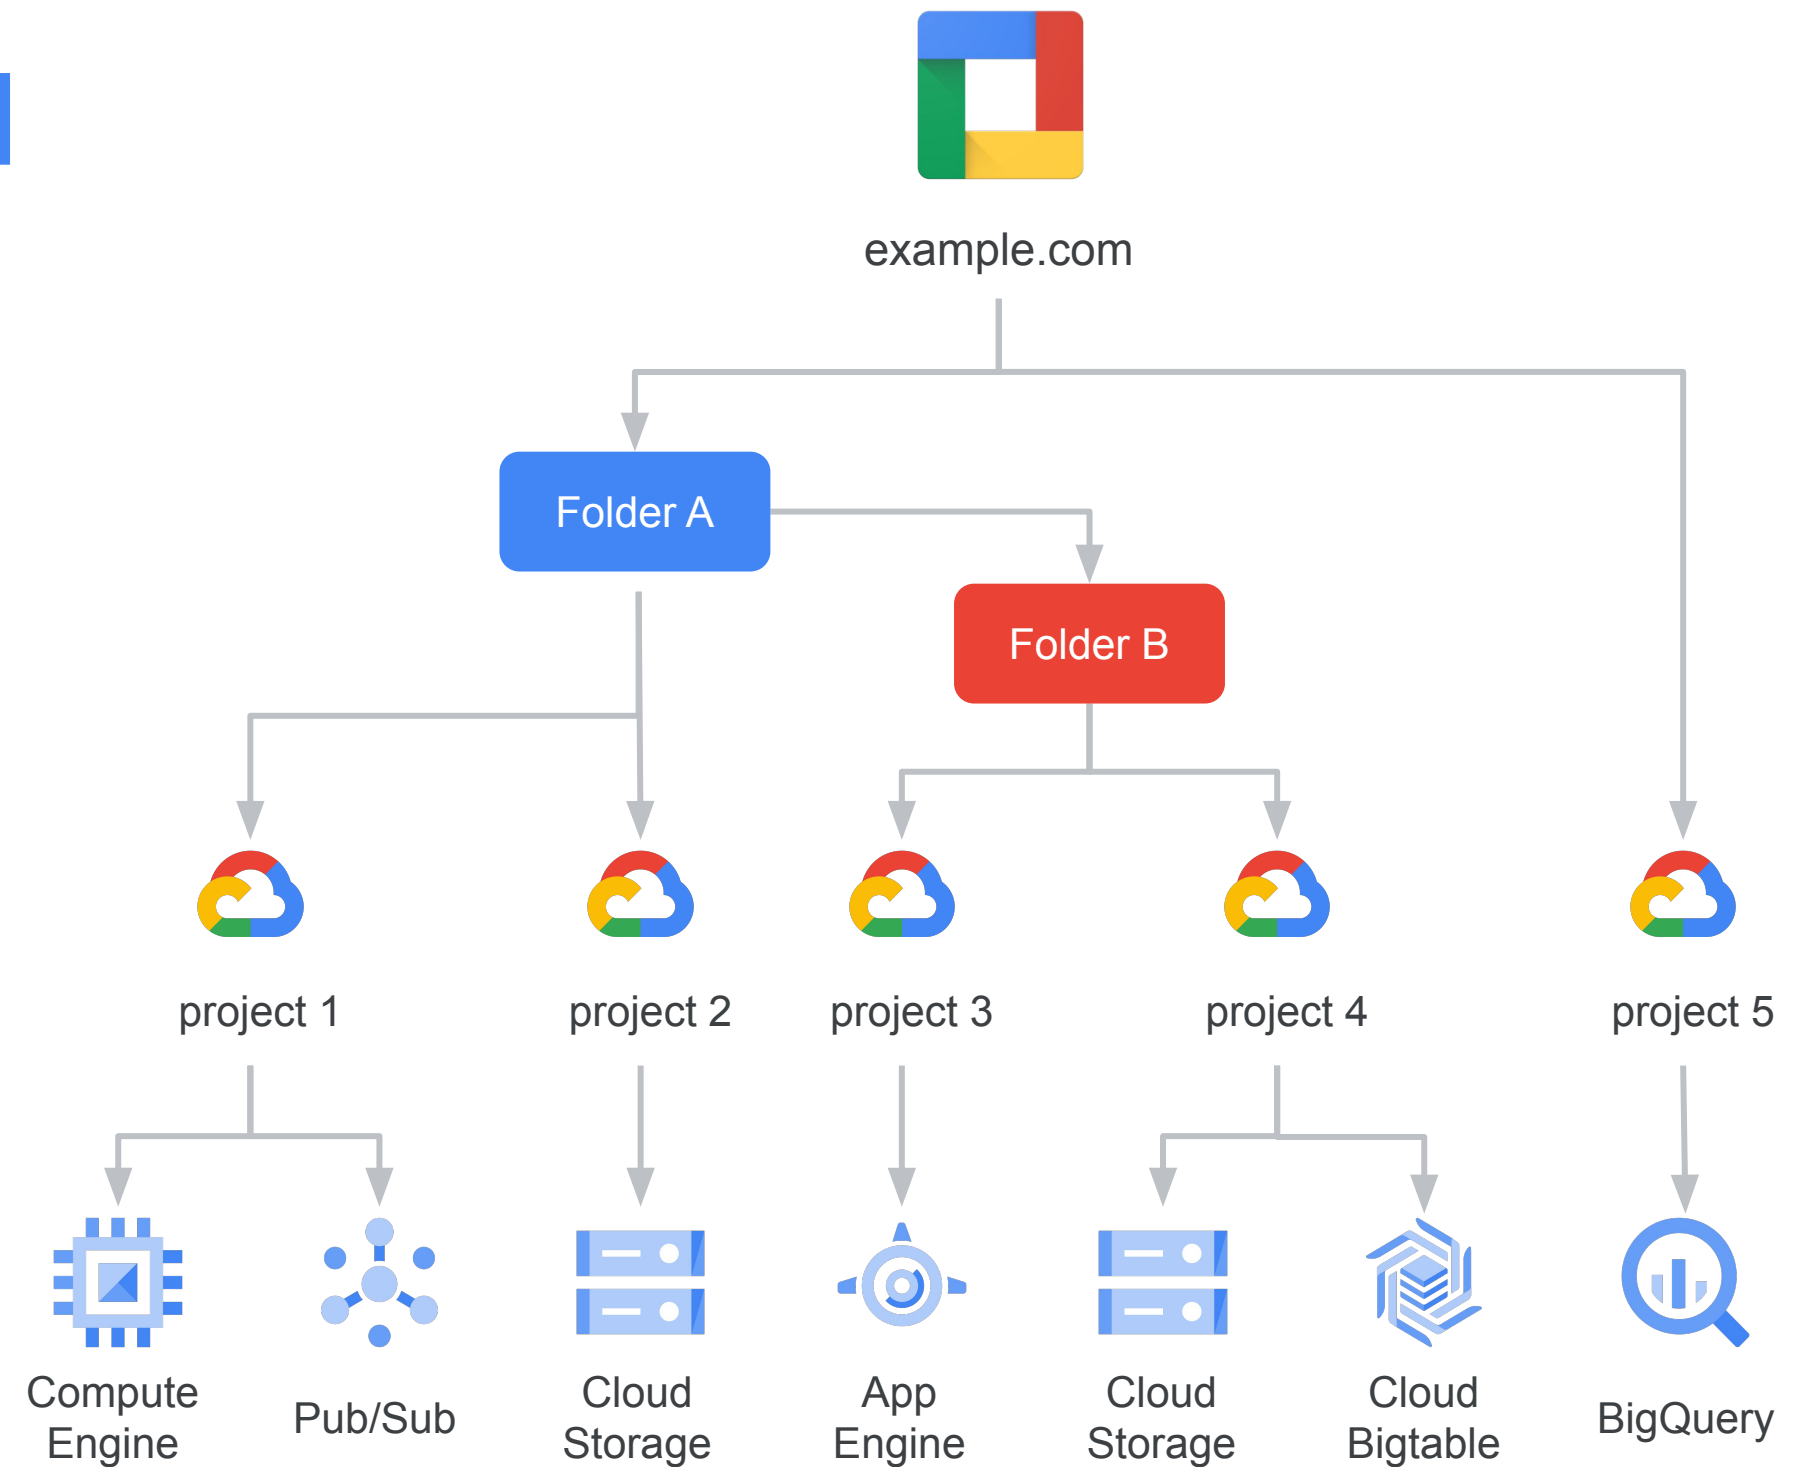 example.com
Folder A
Folder B
project 1
project 2
project 3
project 4
project 5
Compute
Engine
Pub/Sub
Cloud
Storage
App
Engine
Cloud
Storage
Cloud
Bigtable
BigQuery